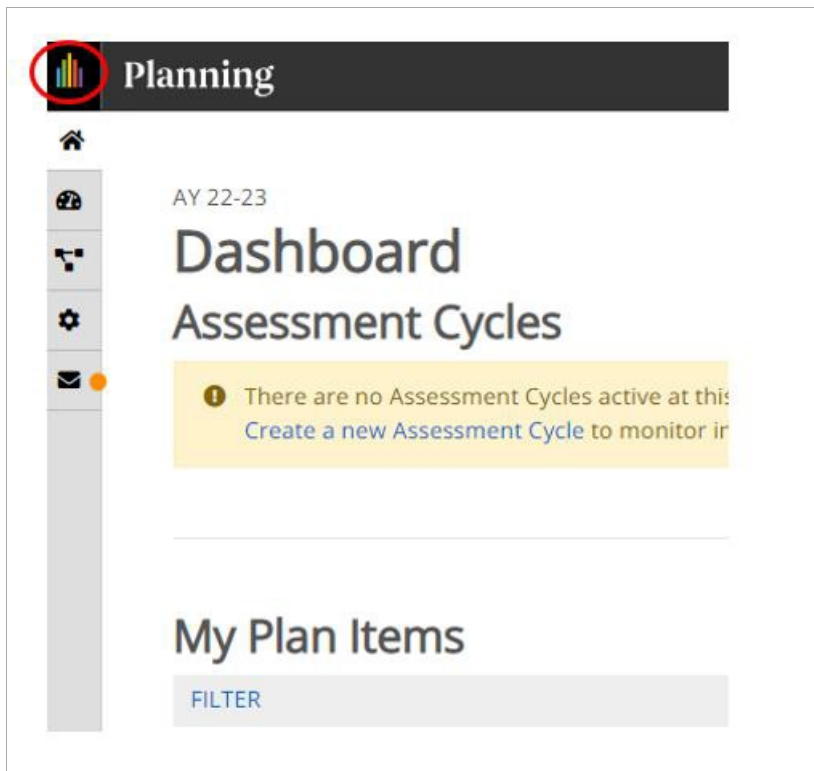 Planning
AY 22-23
Dashboard
Assessment Cycles
There are no Assessment Cycles active at this
Create a new Assessment Cycle to monitor
My Plan Items
FILTER